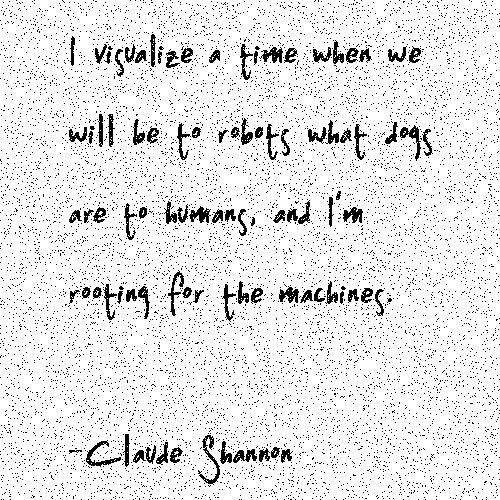 I visualize a time when we
will be to robots what dogs
are to humans, and I'm
rooting for the machines.
-Claude Shannon